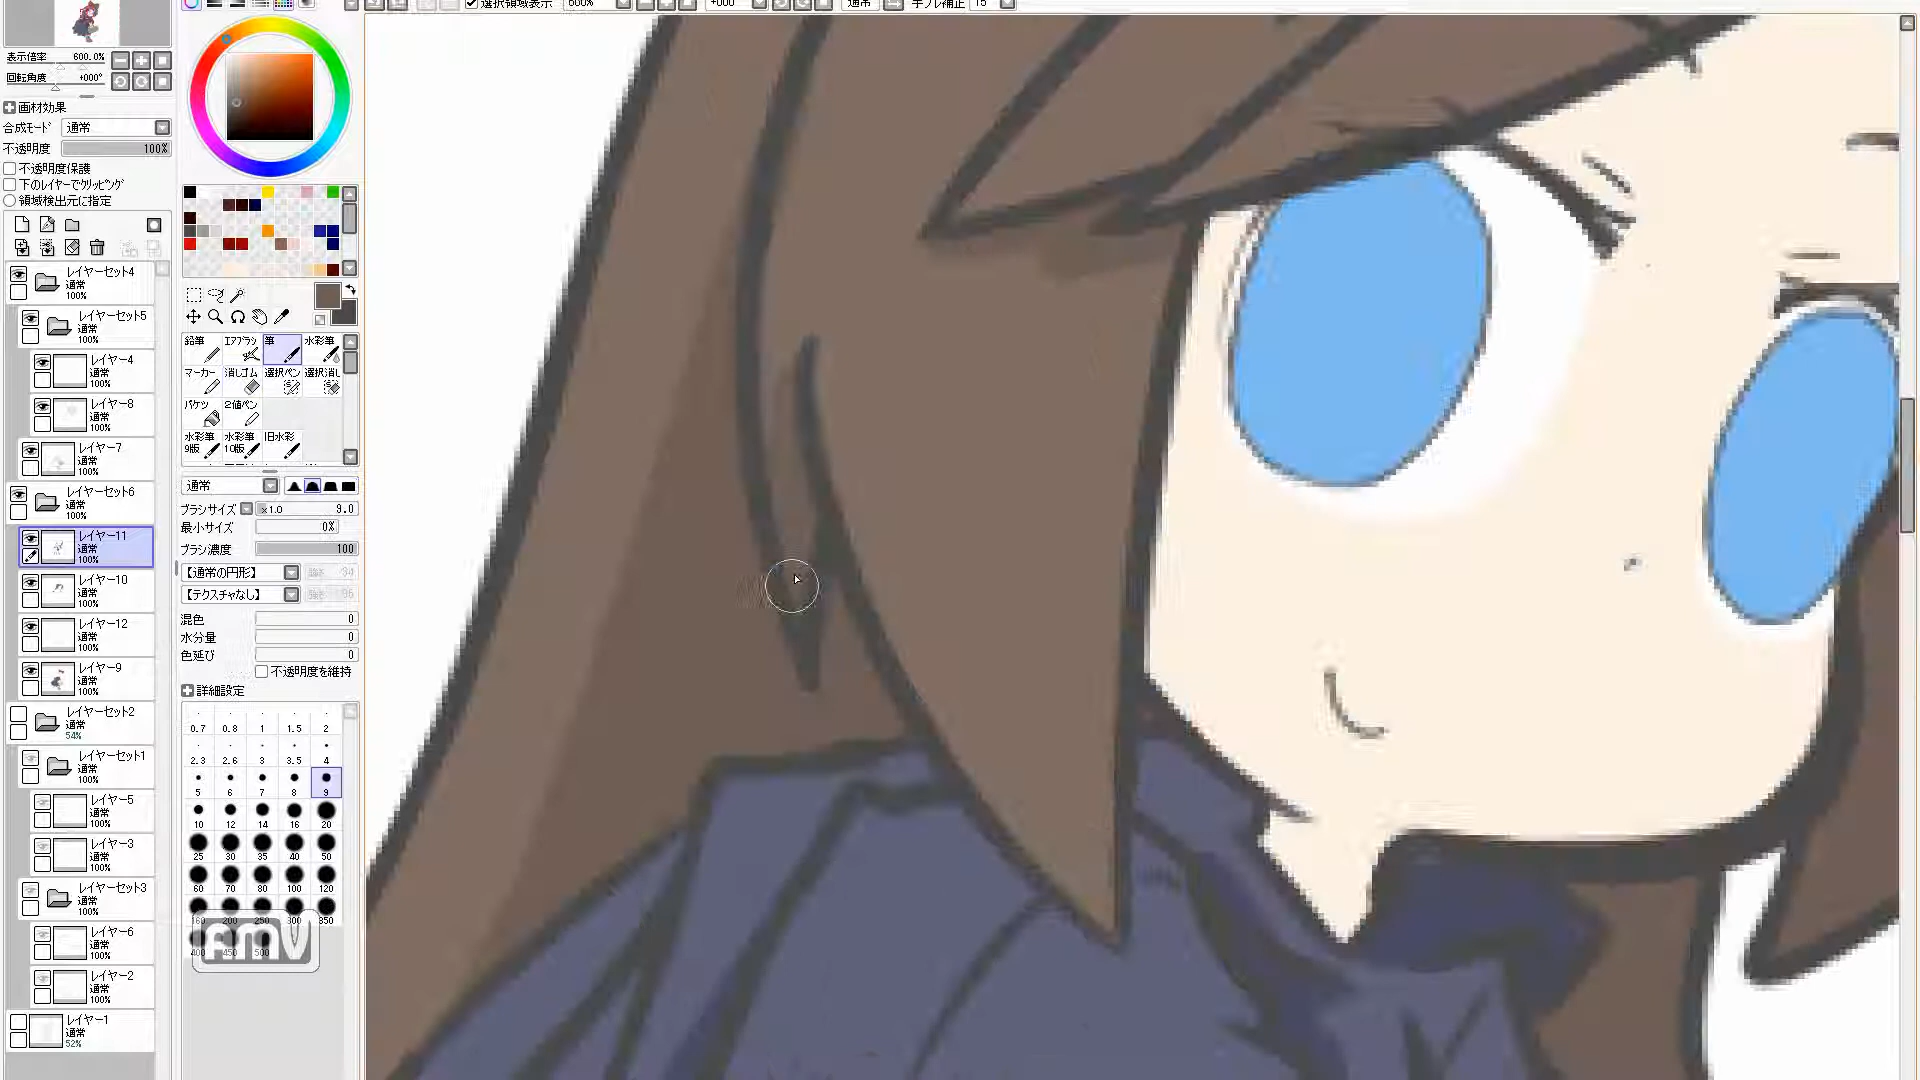 選択領域表示 600% +000° 通常 手ブレ補正 15
表示倍率 600.0%
回転角度 +000°
画材効果
合成モード 通常
不透明度 100%
不透明度保護
下のレイヤーでクリッピング
領域検出元に指定
レイヤーセット4
通常
100%
レイヤーセット5
通常
100%
レイヤー4
通常
100%
レイヤー8
通常
100%
レイヤー7
通常
100%
レイヤーセット6
通常
100%
レイヤー11
通常
100%
レイヤー10
通常
100%
レイヤー12
通常
100%
レイヤー9
通常
100%
レイヤーセット2
通常
54%
レイヤーセット1
通常
100%
レイヤー5
通常
100%
レイヤー3
通常
100%
レイヤーセット3
通常
100%
レイヤー6
通常
100%
レイヤー2
通常
100%
レイヤー1
通常
52%
鉛筆 エアブラシ 筆 水彩筆
マーカー 消しゴム 選択ペン 選択消し
バケツ 2値ペン
水彩筆 水彩筆 旧水彩
9版 10版
通常
ブラシサイズ x1.0 9.0
最小サイズ 0%
ブラシ濃度 100
【通常の円形】 強さ 94
【テクスチャなし】 強さ 96
混色 0
水分量 0
色延び 0
不透明度を維持
詳細設定
0.7 0.8 1 1.5 2
2.3 2.6 3 3.5 4
5 6 7 8 9
10 12 14 16 20
25 30 35 40 50
60 70 80 100 120
160 200 250 300 350
400 450 500
AMV